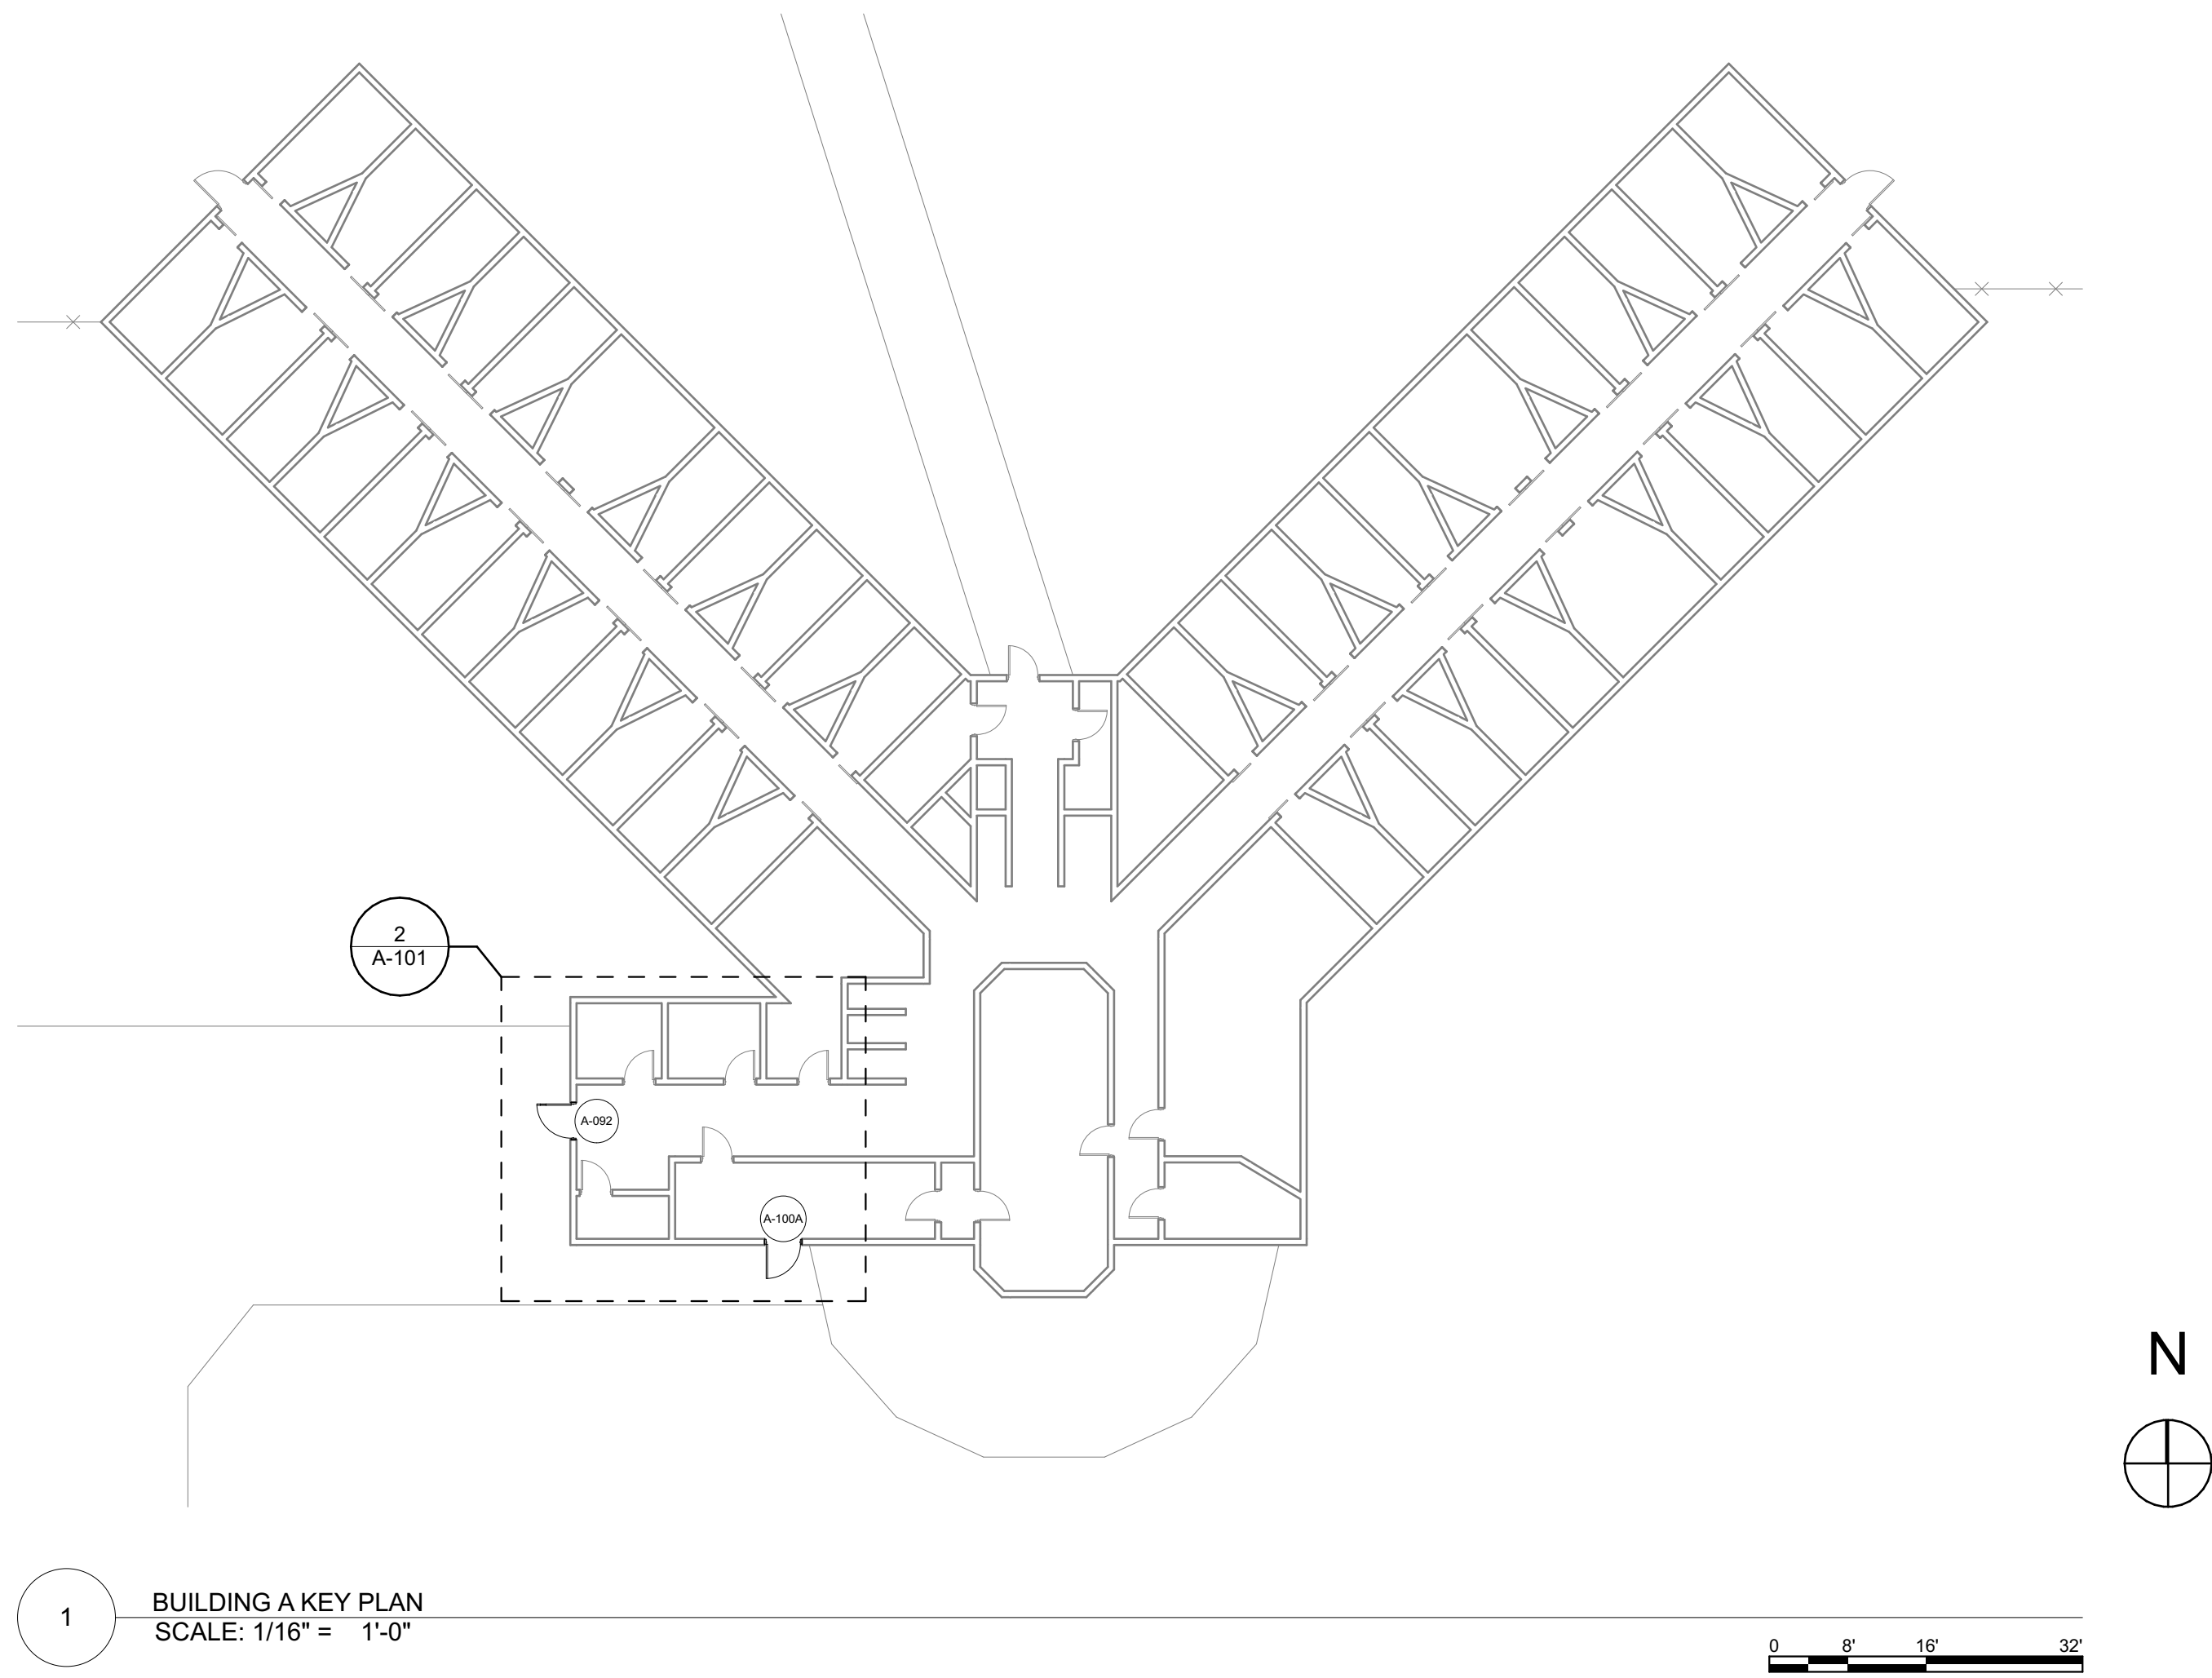 2
A-101
A-092
A-100A
N
1
BUILDING A KEY PLAN
SCALE: 1/16" = 1'-0"
0 8' 16' 32'